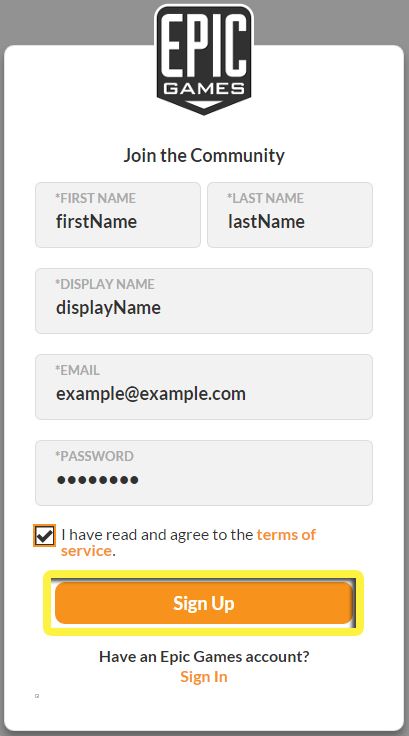 EPIC
GAMES
Join the Community
*FIRST NAME
firstName
*LAST NAME
lastName
*DISPLAY NAME
displayName
*EMAIL
example@example.com
*PASSWORD
••••••••
I have read and agree to the terms of
service.
Sign Up
Have an Epic Games account?
Sign In